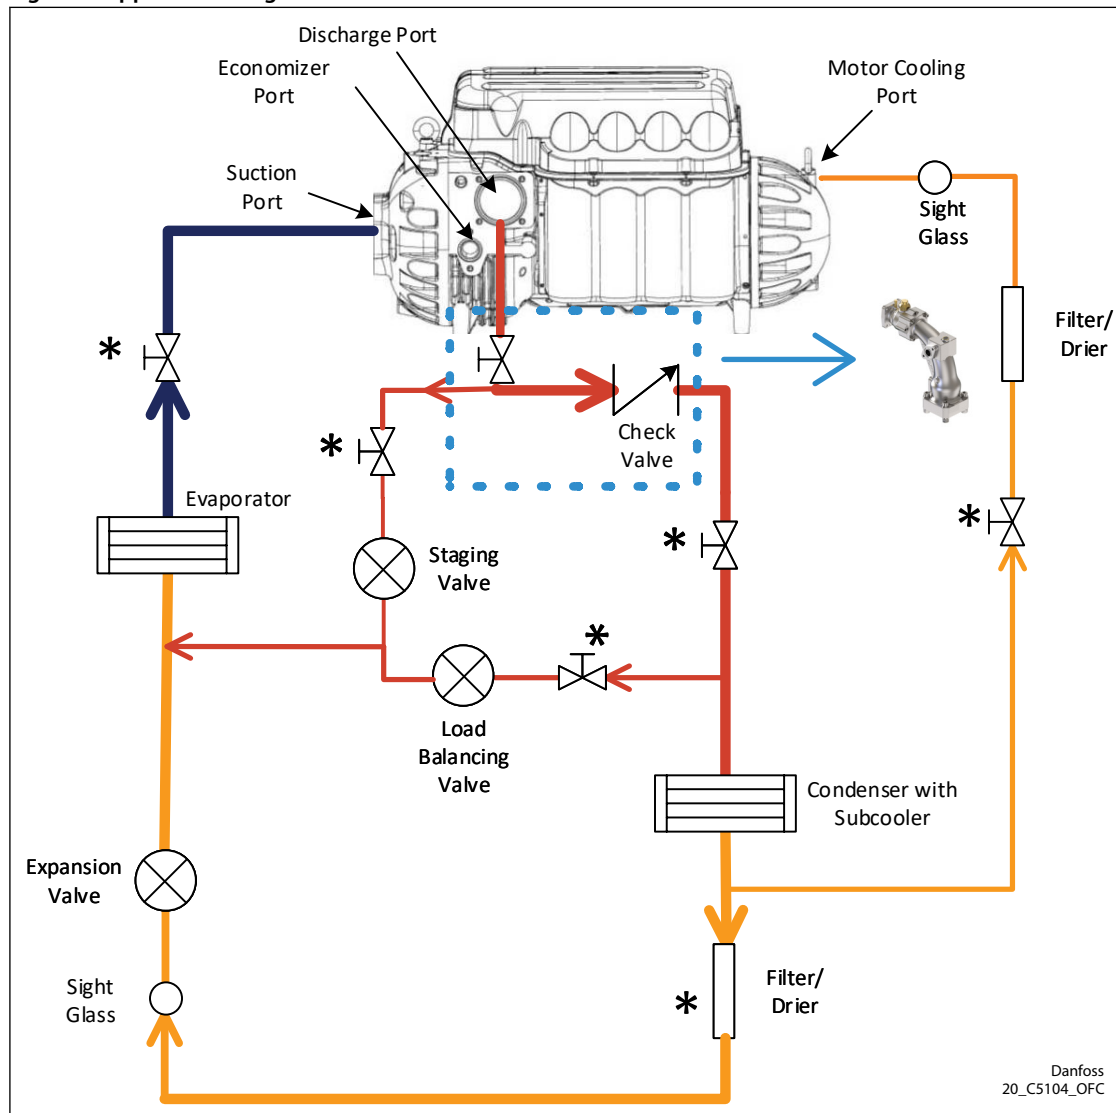 Discharge Port
Economizer
Port
Motor Cooling
Port
Suction
Port
Sight
Glass
Filter/
Drier
*
Check
Valve
*
Evaporator
*
*
Staging
Valve
*
Load
Balancing
Valve
Condenser with
Subcooler
Expansion
Valve
Filter/
Drier
*
Sight
Glass
Danfoss
20_C5104_OFC